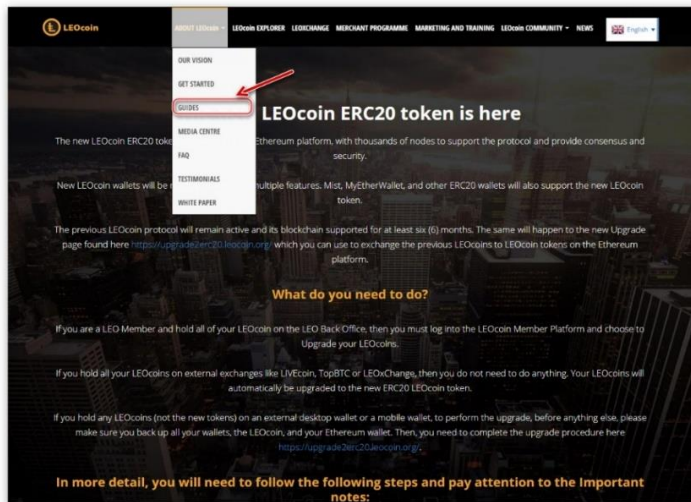 LEOcoin
ABOUT LEOcoin LEOcoin EXPLORER LEOXCHANGE MERCHANT PROGRAMME MARKETING AND TRAINING LEOcoin COMMUNITY NEWS English
OUR VISION
GET STARTED
GUIDES
MEDIA CENTRE
FAQ
TESTIMONIALS
WHITE PAPER
LEOcoin ERC20 token is here
The new LEOcoin ERC20 toke Ethereum platform, with thousands of nodes to support the protocol and provide consensus and
security.
New LEOcoin wallets will be multiple features. Mist, MyEtherWallet, and other ERC20 wallets will also support the new LEOcoin
token.
The previous LEOcoin protocol will remain active and its blockchain supported for at least six (6) months. The same will happen to the new Upgrade
page found here https://upgrade2erc20.leocoin.org/ which you can use to exchange the previous LEOcoins to LEOcoin tokens on the Ethereum
platform.
What do you need to do?
If you are a LEO Member and hold all of your LEOcoin on the LEO Back Office, then you must log into the LEOcoin Member Platform and choose to
Upgrade your LEOcoins.
If you hold all your LEOcoins on external exchanges like LIVEcoin, TopBTC or LEOxChange, then you do not need to do anything. Your LEOcoins will
automatically be upgraded to the new ERC20 LEOcoin token.
If you hold any LEOcoins (not the new tokens) on an external desktop wallet or a mobile wallet, to perform the upgrade, before anything else, please
make sure you back up all your wallets, the LEOcoin, and your Ethereum wallet. Then, you need to complete the upgrade procedure here
https://upgrade2erc20.leocoin.org/.
In more detail, you will need to follow the following steps and pay attention to the Important
notes: